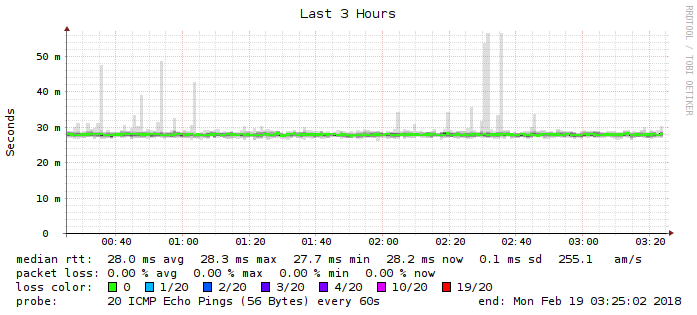 Last 3 Hours
RRDTOOL / TOBI OETIKER
Seconds
50 m
40 m
30 m
20 m
10 m
0
00:40 01:00 01:20 01:40 02:00 02:20 02:40 03:00 03:20
median rtt: 28.0 ms avg 28.3 ms max 27.7 ms min 28.2 ms now 0.1 ms sd 255.1 am/s
packet loss: 0.00 % avg 0.00 % max 0.00 % min 0.00 % now
loss color: 0 1/20 2/20 3/20 4/20 10/20 19/20
probe: 20 ICMP Echo Pings (56 Bytes) every 60s end: Mon Feb 19 03:25:02 2018